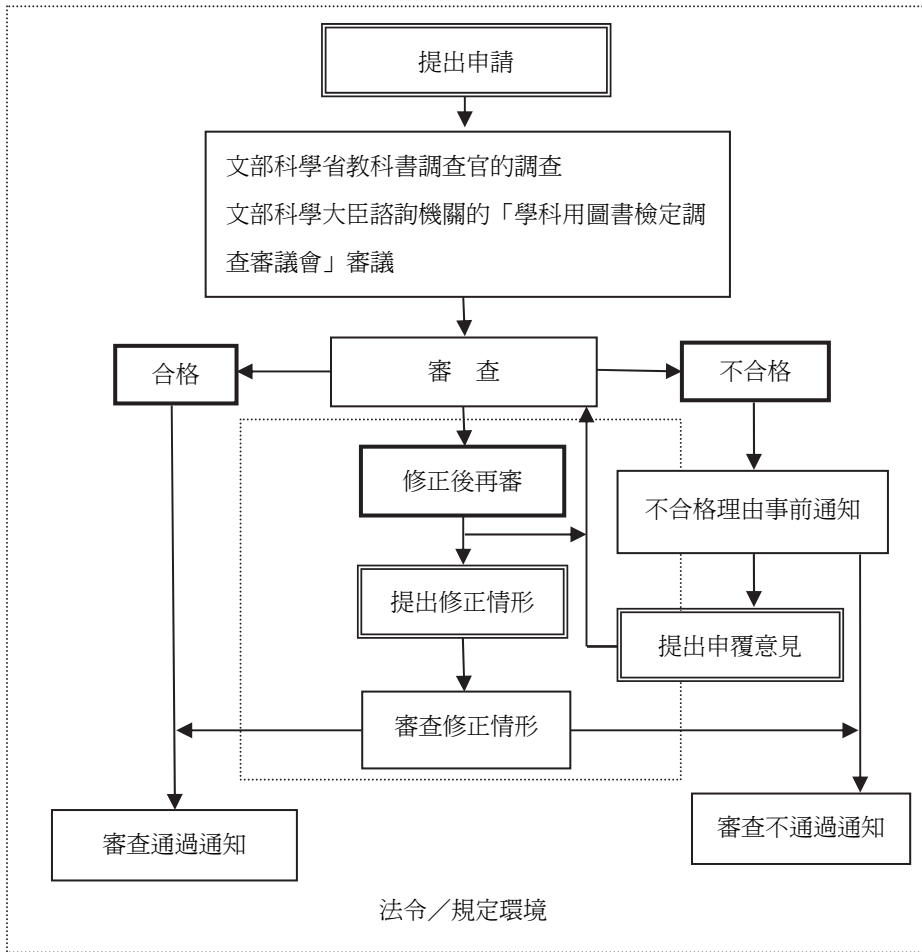 提出申請
文部科學省教科書調查官的調查
文部科學大臣諮詢機關的「學科用圖書檢定調
查審議會」審議
合格
審　查
不合格
修正後再審
不合格理由事前通知
提出修正情形
提出申覆意見
審查修正情形
審查通過通知
審查不通過通知
法令／規定環境